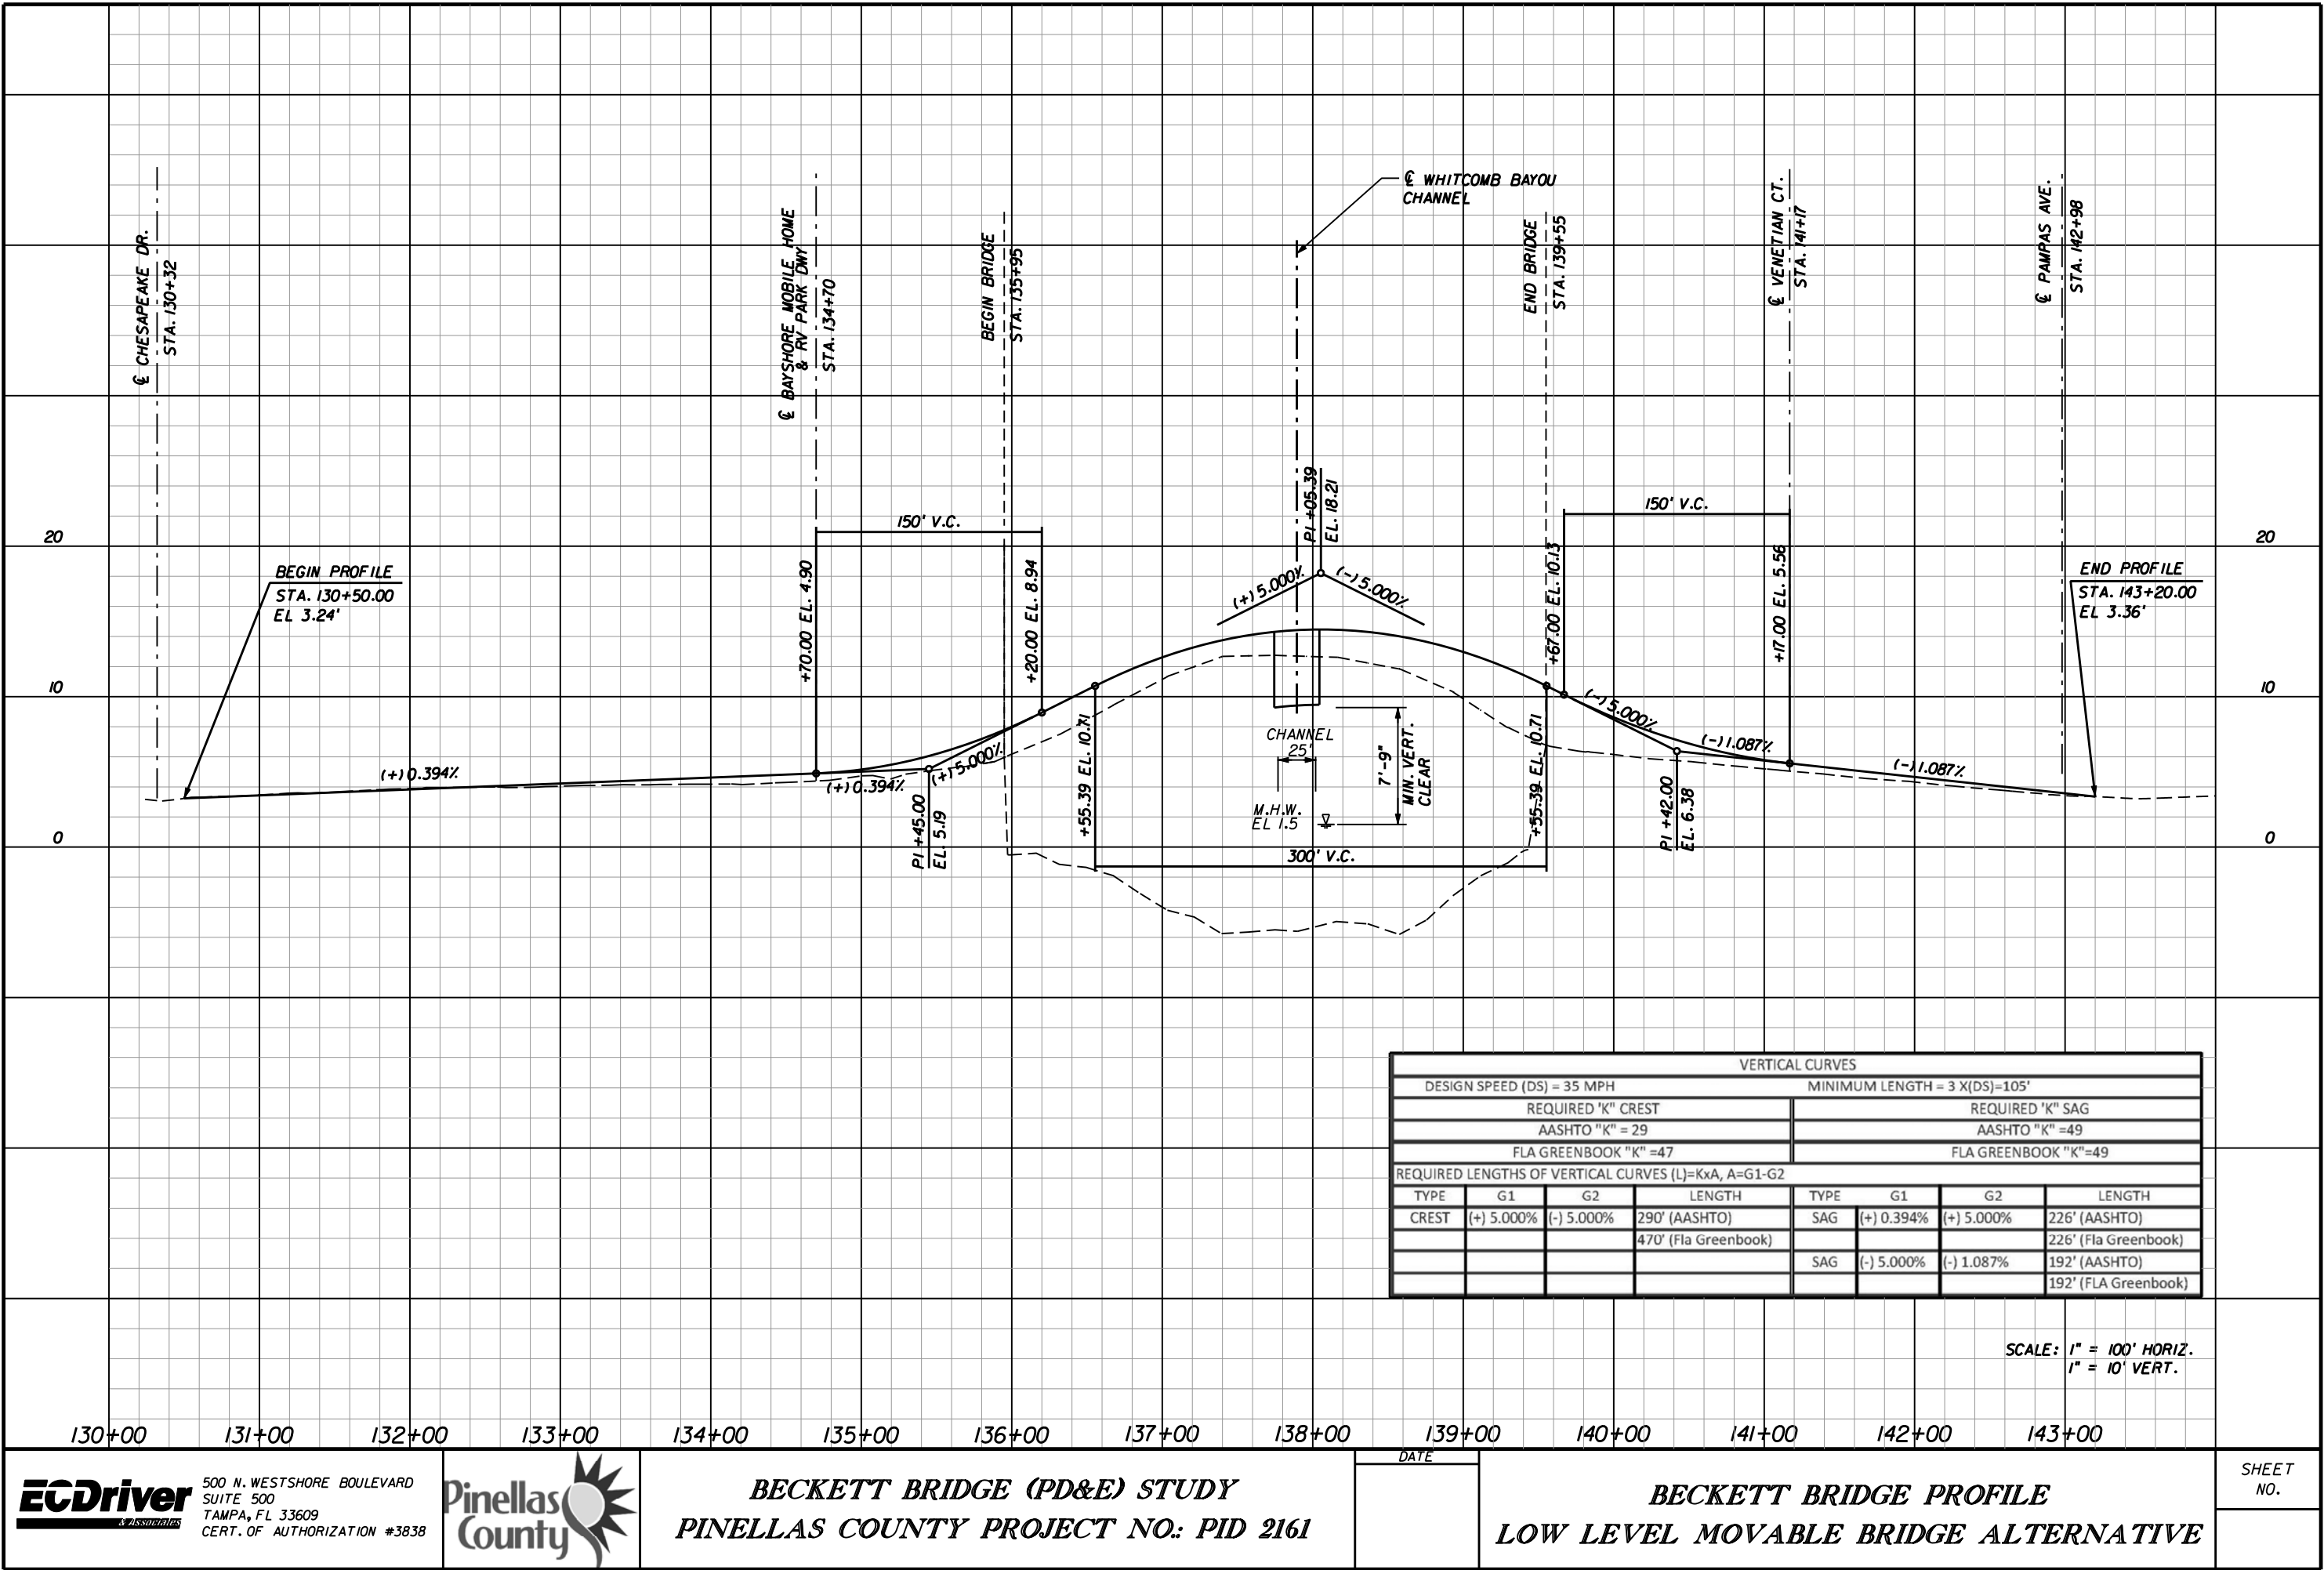 ℄ CHESAPEAKE DR.
STA. 130+32
℄ BAYSHORE MOBILE HOME
& RV PARK DWY
STA. 134+70
BEGIN BRIDGE
STA. 135+95
℄ WHITCOMB BAYOU
CHANNEL
END BRIDGE
STA. 139+55
℄ VENETIAN CT.
STA. 141+17
℄ PAMPAS AVE.
STA. 142+98
20
10
0
20
10
0
BEGIN PROFILE
STA. 130+50.00
EL 3.24'
(+) 0.394%
150' V.C.
+70.00 EL. 4.90
+20.00 EL. 8.94
(+) 0.394%
(+) 5.000%
PI +45.00
EL. 5.19
PI +05.39
EL. 18.21
(+) 5.000%
(-) 5.000%
+55.39 EL. 10.71
CHANNEL
25'
M.H.W.
EL 1.5
7'-9"
MIN. VERT.
CLEAR
300' V.C.
+55.39 EL. 10.71
150' V.C.
+67.00 EL. 10.13
+17.00 EL. 5.56
(-) 5.000%
(-) 1.087%
PI +42.00
EL. 6.38
(-) 1.087%
END PROFILE
STA. 143+20.00
EL 3.36'
VERTICAL CURVES
DESIGN SPEED (DS) = 35 MPH MINIMUM LENGTH = 3 X(DS)=105'
REQUIRED 'K" CREST REQUIRED 'K" SAG
AASHTO "K" = 29 AASHTO "K" =49
FLA GREENBOOK "K" =47 FLA GREENBOOK "K"=49
REQUIRED LENGTHS OF VERTICAL CURVES (L)=KxA, A=G1-G2
TYPE G1 G2 LENGTH TYPE G1 G2 LENGTH
CREST (+) 5.000% (-) 5.000% 290' (AASHTO) SAG (+) 0.394% (+) 5.000% 226' (AASHTO)
470' (Fla Greenbook) 226' (Fla Greenbook)
SAG (-) 5.000% (-) 1.087% 192' (AASHTO)
192' (FLA Greenbook)
SCALE: 1" = 100' HORIZ.
1" = 10' VERT.
130+00 131+00 132+00 133+00 134+00 135+00 136+00 137+00 138+00 139+00 140+00 141+00 142+00 143+00
ECDriver
& Associates
500 N. WESTSHORE BOULEVARD
SUITE 500
TAMPA, FL 33609
CERT. OF AUTHORIZATION #3838
Pinellas
County
BECKETT BRIDGE (PD&E) STUDY
PINELLAS COUNTY PROJECT NO.: PID 2161
DATE
BECKETT BRIDGE PROFILE
LOW LEVEL MOVABLE BRIDGE ALTERNATIVE
SHEET
NO.